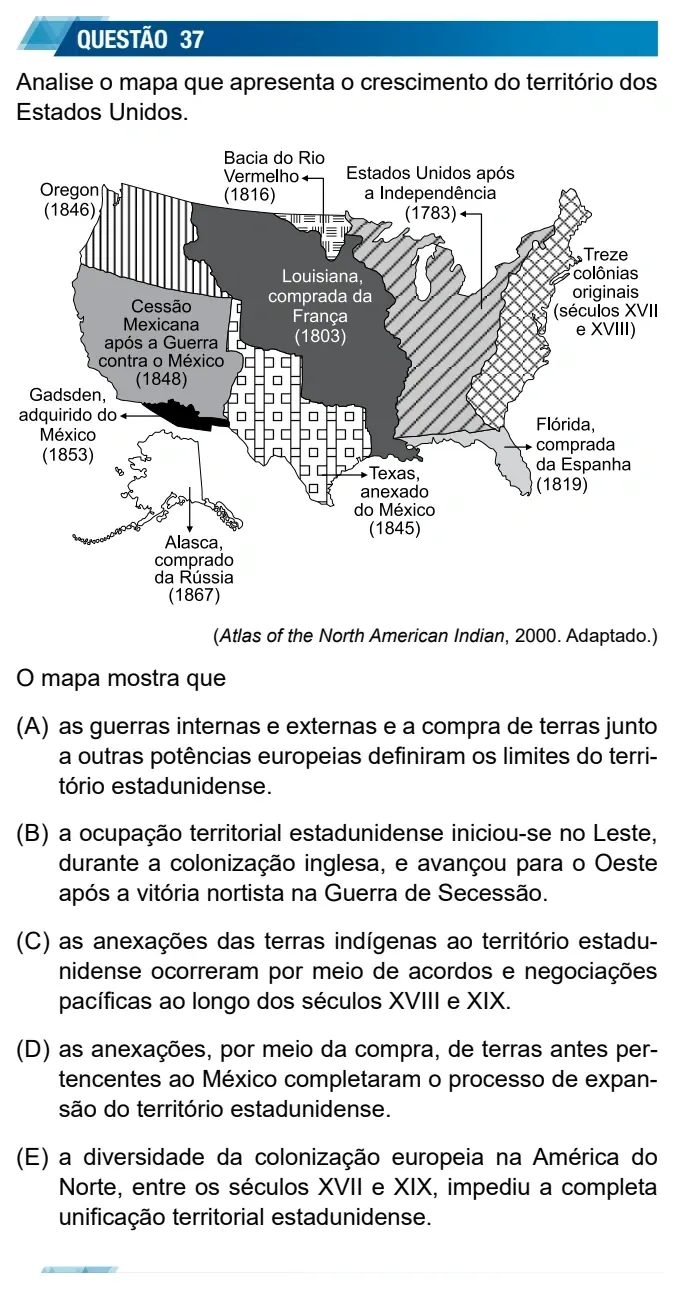 QUESTÃO 37
Analise o mapa que apresenta o crescimento do território dos
Estados Unidos.
Bacia do Rio
Vermelho
(1816)
Estados Unidos após
a Independência
(1783)
Oregon
(1846)
Treze
colônias
originais
(séculos XVII
e XVIII)
Louisiana,
comprada da
França
(1803)
Cessão
Mexicana
após a Guerra
contra o México
(1848)
Gadsden,
adquirido do
México
(1853)
Flórida,
comprada
da Espanha
(1819)
Texas,
anexado
do México
(1845)
Alasca,
comprado
da Rússia
(1867)
(Atlas of the North American Indian, 2000. Adaptado.)
O mapa mostra que
(A) as guerras internas e externas e a compra de terras junto
a outras potências europeias definiram os limites do terri-
tório estadunidense.
(B) a ocupação territorial estadunidense iniciou-se no Leste,
durante a colonização inglesa, e avançou para o Oeste
após a vitória nortista na Guerra de Secessão.
(C) as anexações das terras indígenas ao território estadu-
nidense ocorreram por meio de acordos e negociações
pacíficas ao longo dos séculos XVIII e XIX.
(D) as anexações, por meio da compra, de terras antes per-
tencentes ao México completaram o processo de expan-
são do território estadunidense.
(E) a diversidade da colonização europeia na América do
Norte, entre os séculos XVII e XIX, impediu a completa
unificação territorial estadunidense.